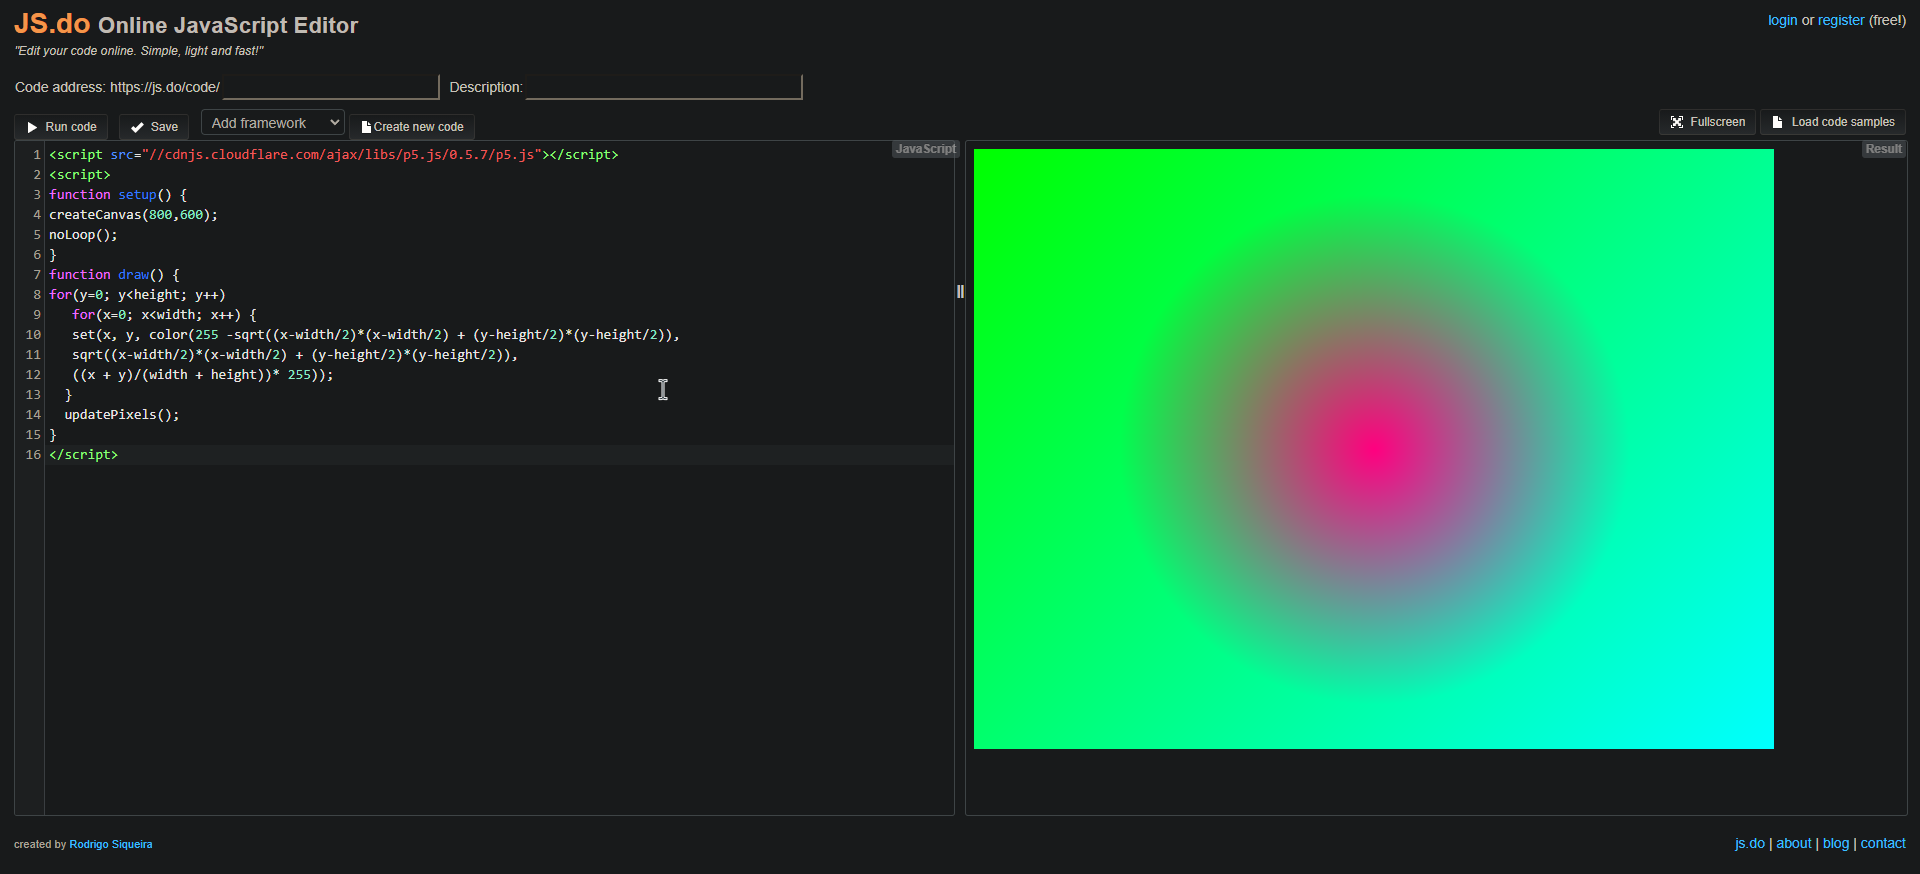 JS.do Online JavaScript Editor
login or register (free!)
"Edit your code online. Simple, light and fast!"
Code address: https://js.do/code/ Description:
Run code Save Add framework Create new code Fullscreen Load code samples
JavaScript
Result
1 <script src="//cdnjs.cloudflare.com/ajax/libs/p5.js/0.5.7/p5.js"></script>
2 <script>
3 function setup() {
4 createCanvas(800,600);
5 noLoop();
6 }
7 function draw() {
8 for(y=0; y<height; y++)
9    for(x=0; x<width; x++) {
10    set(x, y, color(255 -sqrt((x-width/2)*(x-width/2) + (y-height/2)*(y-height/2)),
11    sqrt((x-width/2)*(x-width/2) + (y-height/2)*(y-height/2)),
12    ((x + y)/(width + height))* 255));
13   }
14   updatePixels();
15 }
16 </script>
created by Rodrigo Siqueira
js.do | about | blog | contact